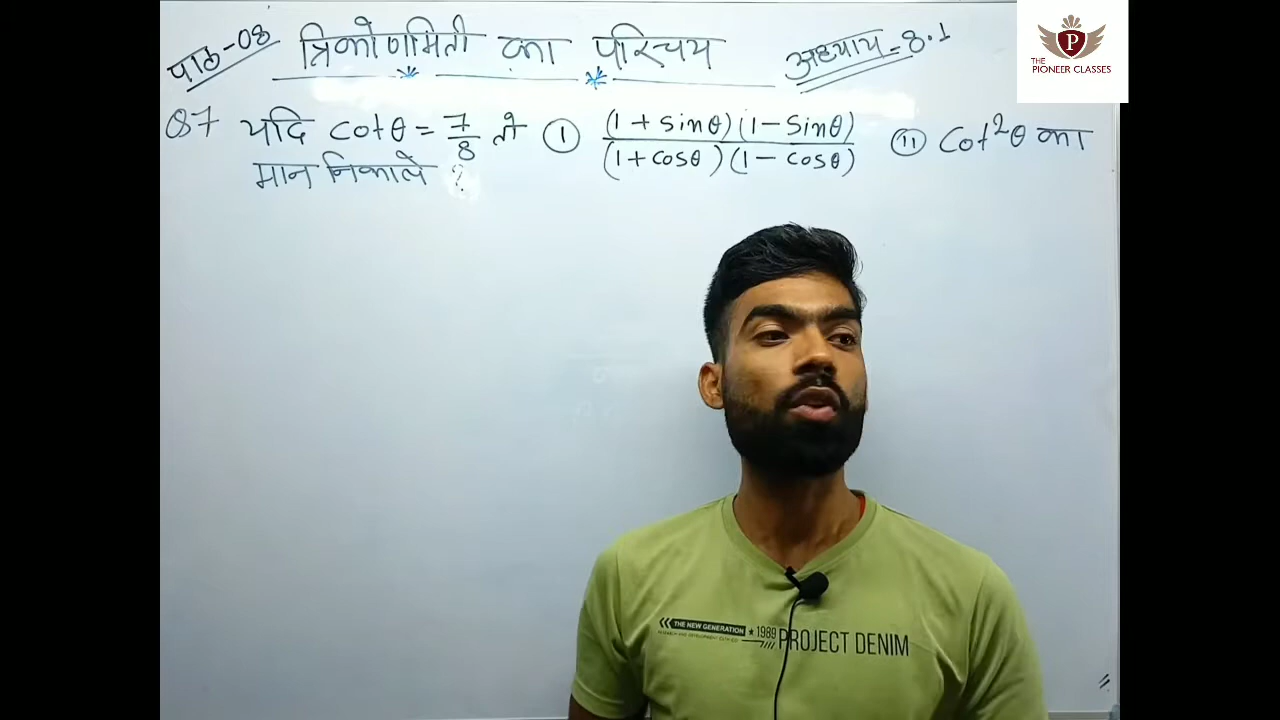 पाठ-08 त्रिकोणमिती का परिचय अध्याय-8.1
Q7 यदि cotθ = 7/8 तो (i) (1+sinθ)(1-sinθ)/(1+cosθ)(1-cosθ) (ii) cot²θ का
मान निकाले ?
P
THE
PIONEER CLASSES
THE NEW GENERATION ★ 1989 PROJECT DENIM